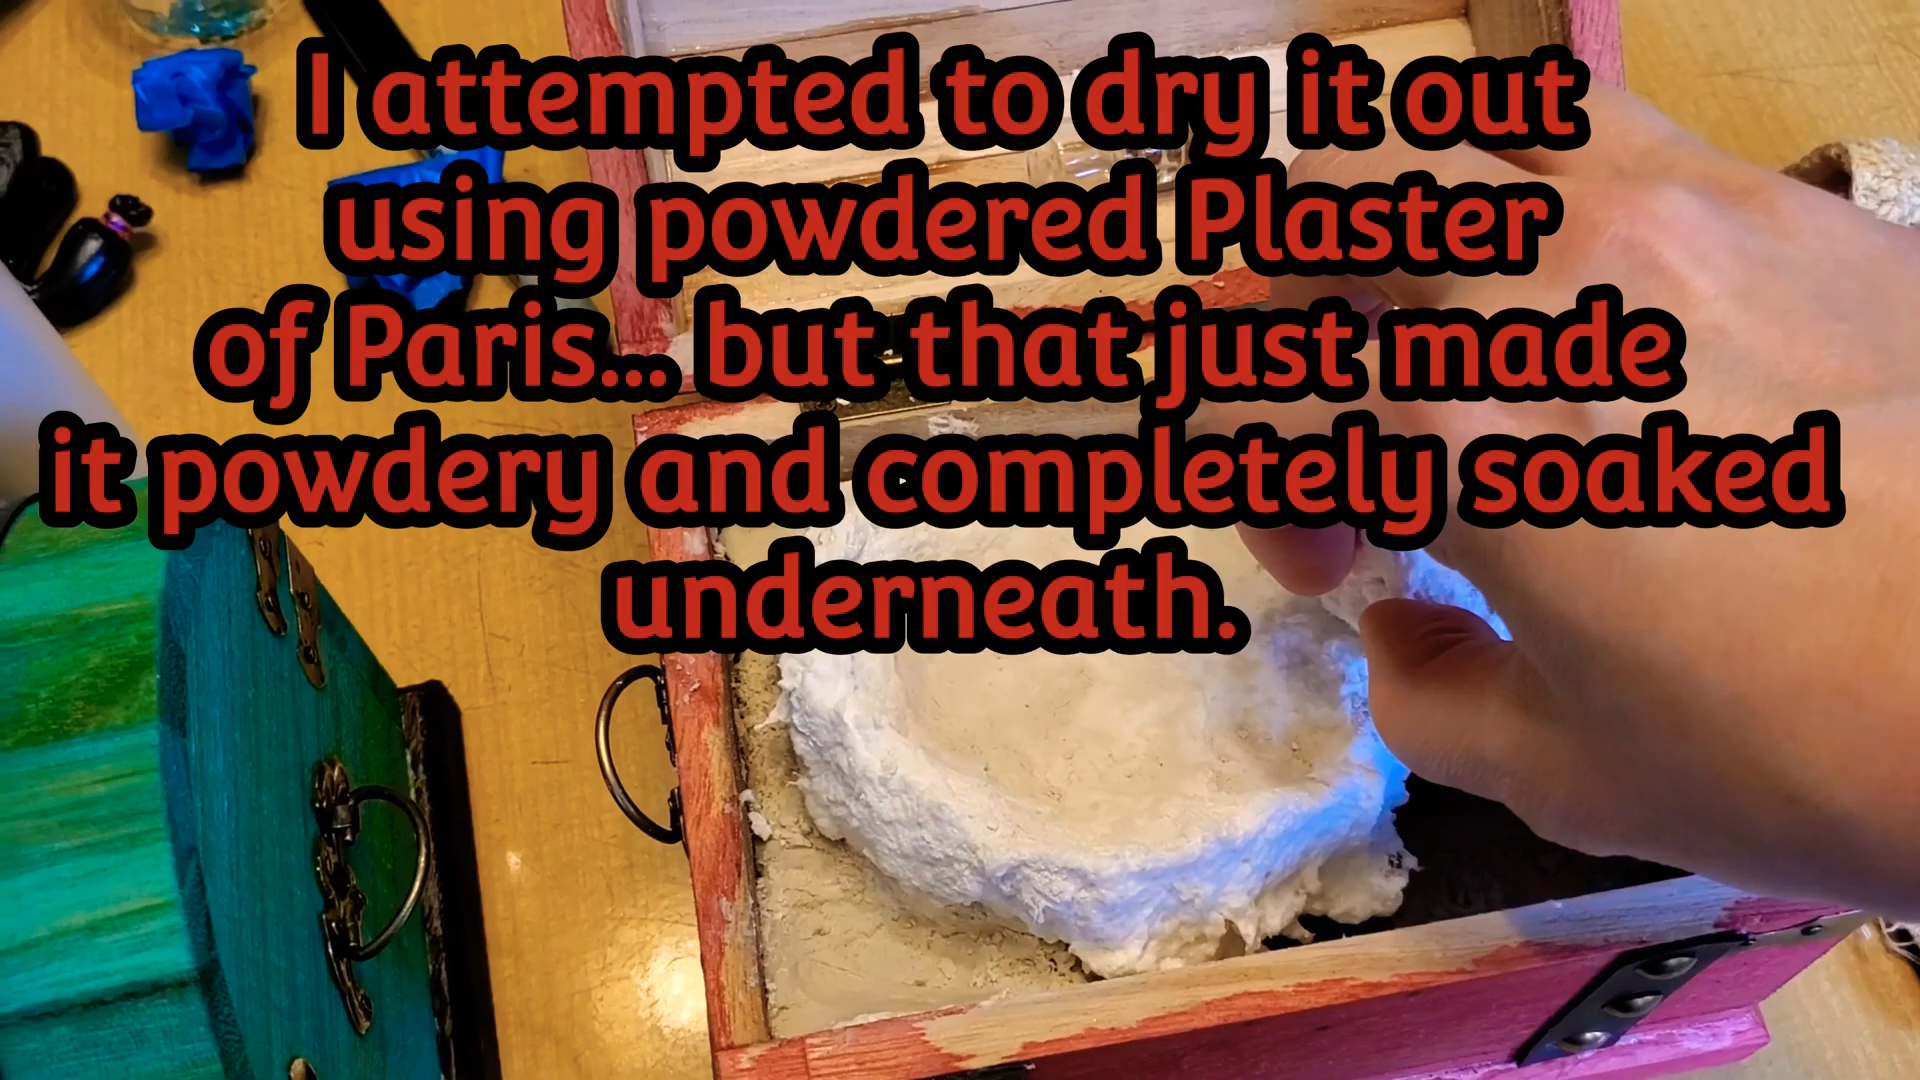 I attempted to dry it out
using powdered Plaster
of Paris... but that just made
it powdery and completely soaked
underneath.